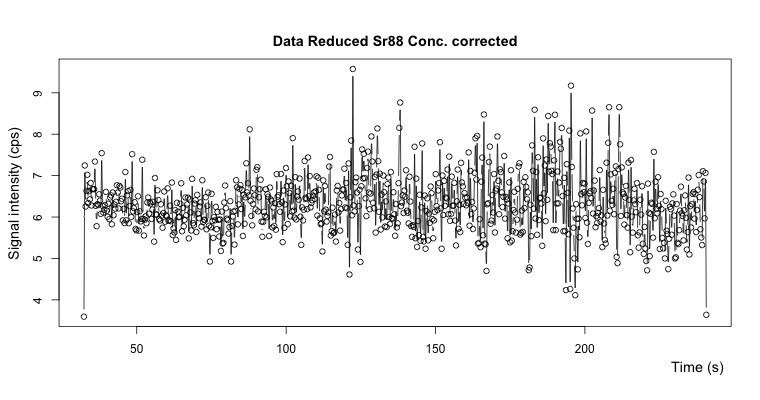 Data Reduced Sr88 Conc. corrected
Signal intensity (cps)
9
8
7
6
5
4
50 100 150 200
Time (s)